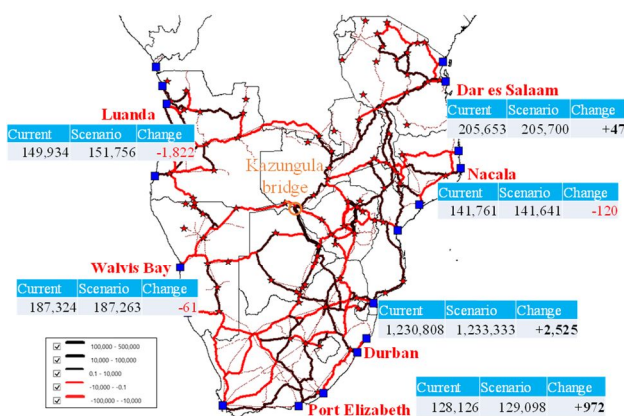 Dar es Salaam
Current Scenario Change
205,653 205,700 +47
Luanda
Current Scenario Change
149,934 151,756 -1,822
Kazungula
bridge
Nacala
Current Scenario Change
141,761 141,641 -120
Walvis Bay
Current Scenario Change
187,324 187,263 -61
Current Scenario Change
1,230,808 1,233,333 +2,525
Durban
100,000 - 500,000
10,000 - 100,000
0.1 - 10,000
-10,000 - -0.1
-100,000 - -10,000
Current Scenario Change
128,126 129,098 +972
Port Elizabeth